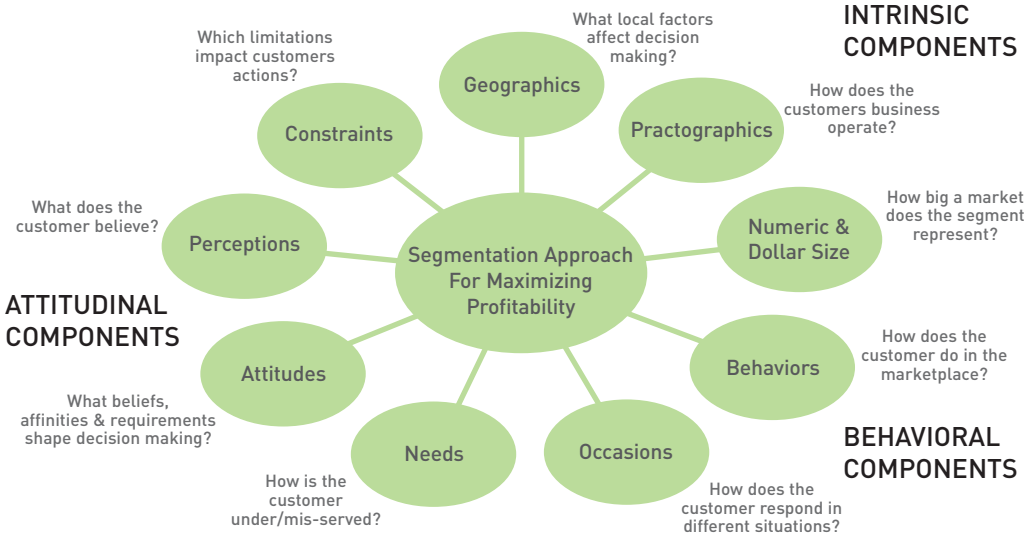 INTRINSIC
COMPONENTS
What local factors
affect decision
making?
Geographics
Which limitations
impact customers
actions?
Constraints
How does the
customers business
operate?
Practographics
What does the
customer believe?
Perceptions
How big a market
does the segment
represent?
Numeric &
Dollar Size
Segmentation Approach
For Maximizing
Profitability
ATTITUDINAL
COMPONENTS
How does the
customer do in the
marketplace?
Behaviors
Attitudes
What beliefs,
affinities & requirements
shape decision making?
Needs
How is the
customer
under/mis-served?
Occasions
How does the
customer respond in
different situations?
BEHAVIORAL
COMPONENTS